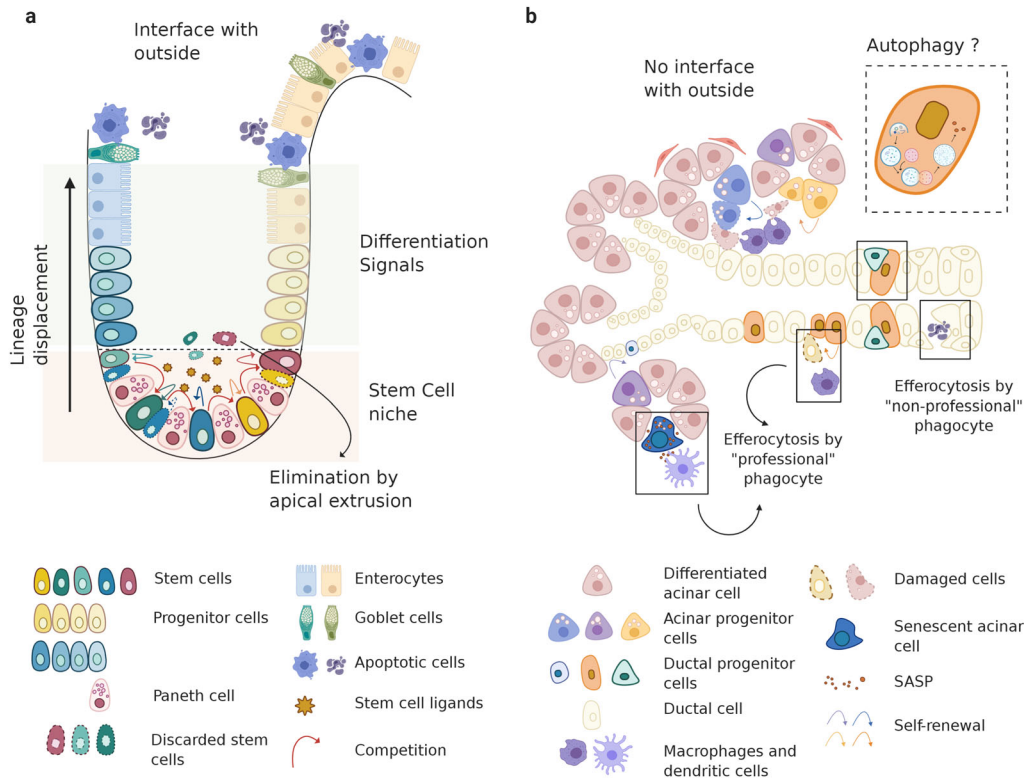 a
Interface with
outside
Lineage
displacement
Differentiation
Signals
Stem Cell
niche
Elimination by
apical extrusion
Stem cells
Progenitor cells
Paneth cell
Discarded stem
cells
Enterocytes
Goblet cells
Apoptotic cells
Stem cell ligands
Competition
b
No interface
with outside
Autophagy ?
Efferocytosis by
"professional"
phagocyte
Efferocytosis by
"non-professional"
phagocyte
Differentiated
acinar cell
Acinar progenitor
cells
Ductal progenitor
cells
Ductal cell
Macrophages and
dendritic cells
Damaged cells
Senescent acinar
cell
SASP
Self-renewal